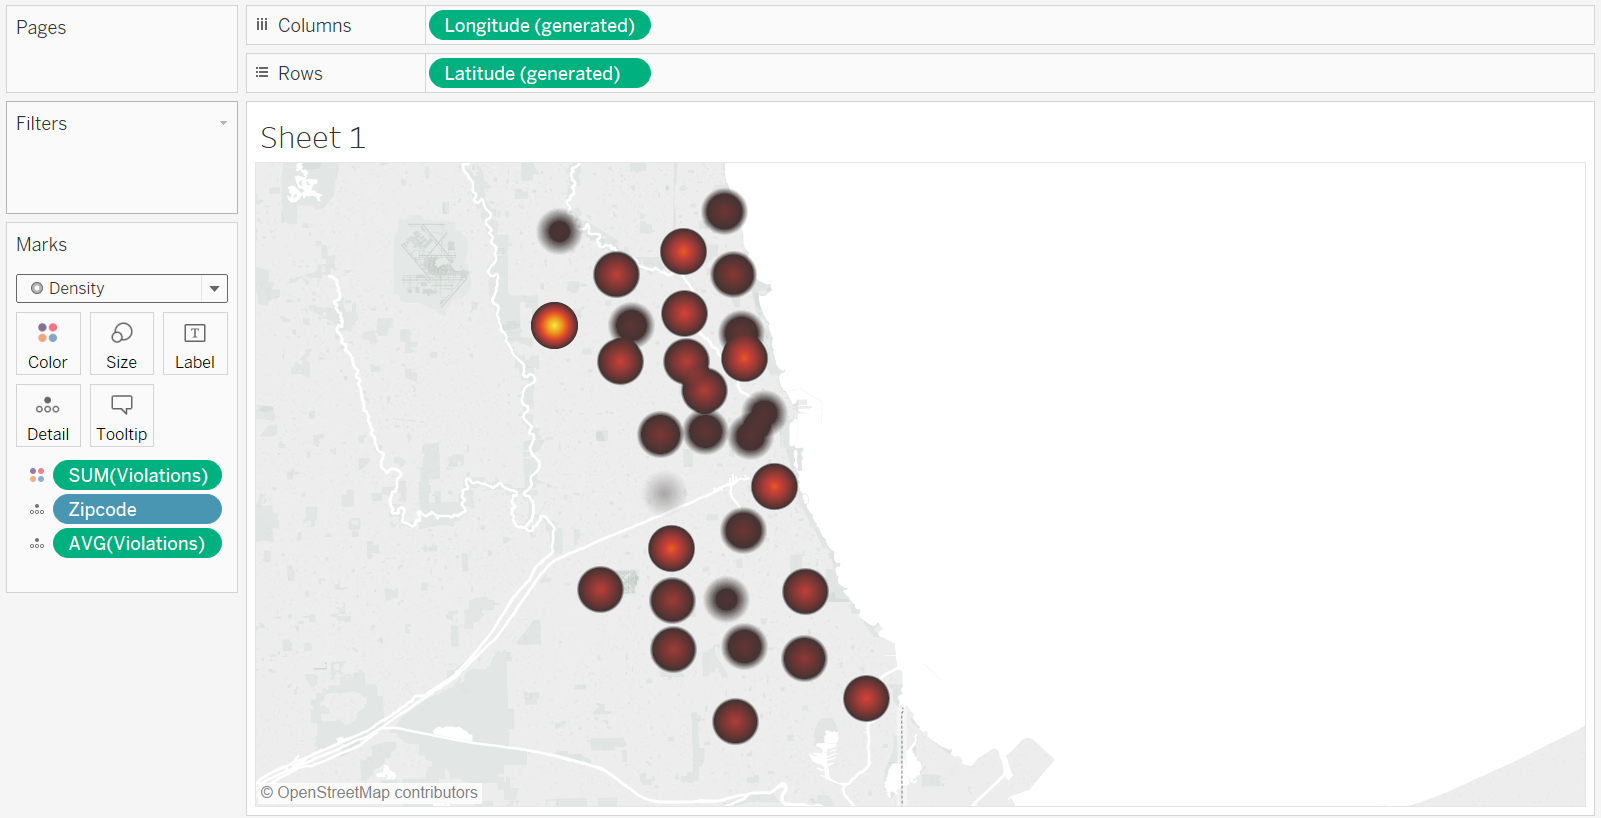 Pages
Columns
Longitude (generated)
Rows
Latitude (generated)
Filters
Sheet 1
Marks
Density
Color
Size
T
Label
Detail
Tooltip
SUM(Violations)
Zipcode
AVG(Violations)
© OpenStreetMap contributors